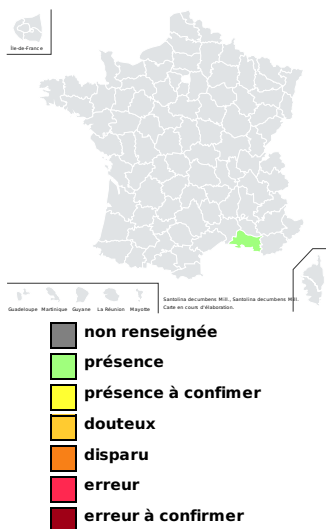 Île-de-France
Guadeloupe Martinique Guyane La Réunion Mayotte
Santolina decumbens Mill., Santolina decumbens Mill.
Carte en cours d'élaboration.
non renseignée
présence
présence à confimer
douteux
disparu
erreur
erreur à confirmer